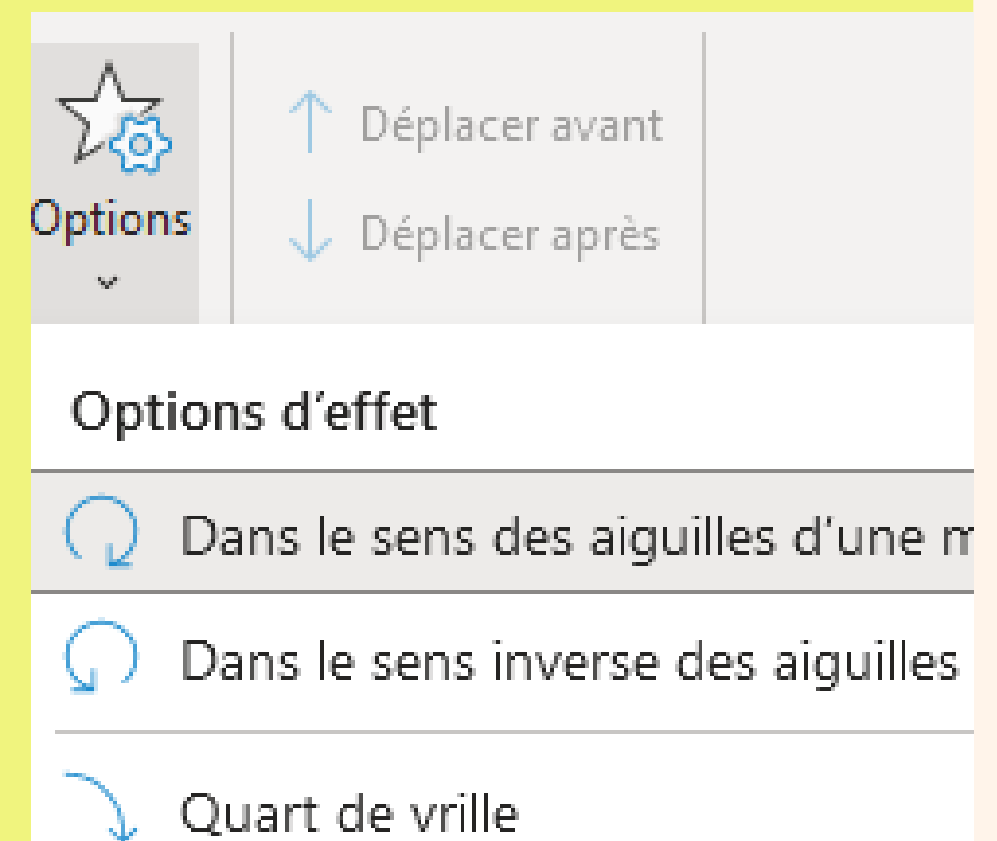 Options
Déplacer avant
Déplacer après
Options d'effet
Dans le sens des aiguilles d'une
Dans le sens inverse des aiguilles
Quart de vrille